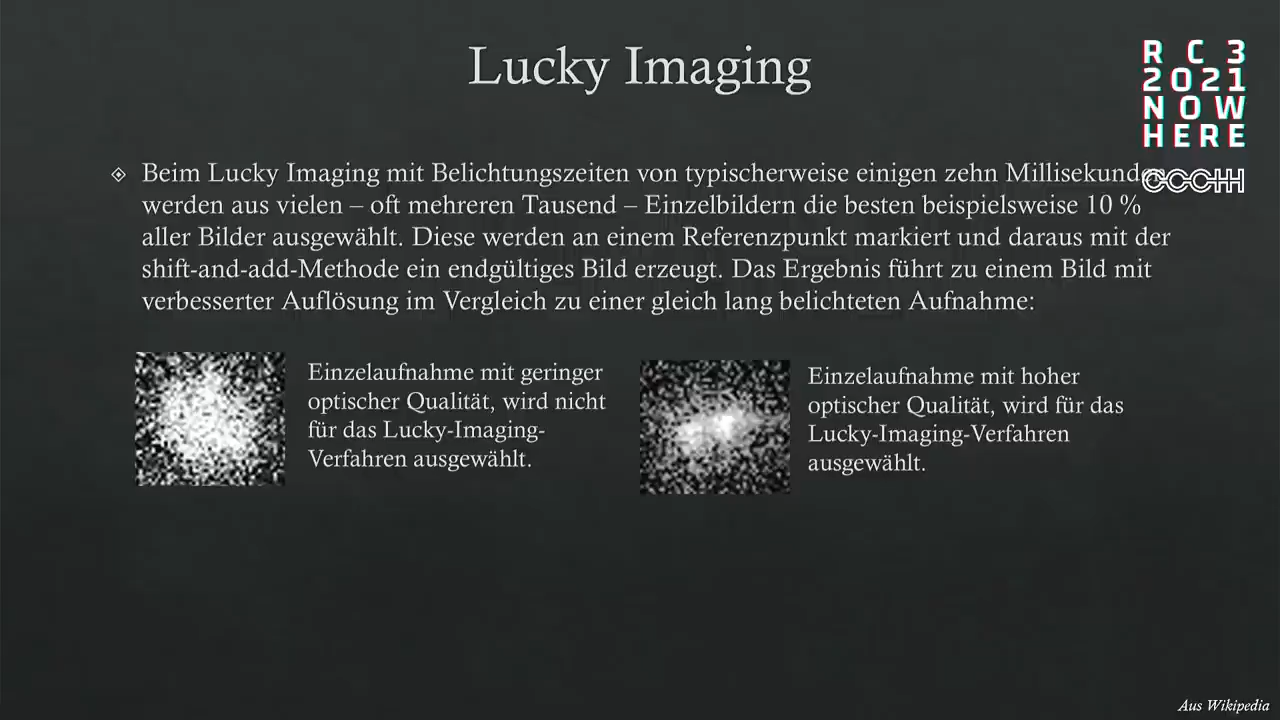 Lucky Imaging
R C 3
2021
NOW
HERE
CCCHH
Beim Lucky Imaging mit Belichtungszeiten von typischerweise einigen zehn
werden aus vielen – oft mehreren Tausend – Einzelbildern die besten beispielsweise 10 %
aller Bilder ausgewählt. Diese werden an einem Referenzpunkt markiert und daraus mit der
shift-and-add-Methode ein endgültiges Bild erzeugt. Das Ergebnis führt zu einem Bild mit
verbesserter Auflösung im Vergleich zu einer gleich lang belichteten Aufnahme:
Einzelaufnahme mit geringer
optischer Qualität, wird nicht
für das Lucky-Imaging-
Verfahren ausgewählt.
Einzelaufnahme mit hoher
optischer Qualität, wird für das
Lucky-Imaging-Verfahren
ausgewählt.
Aus Wikipedia